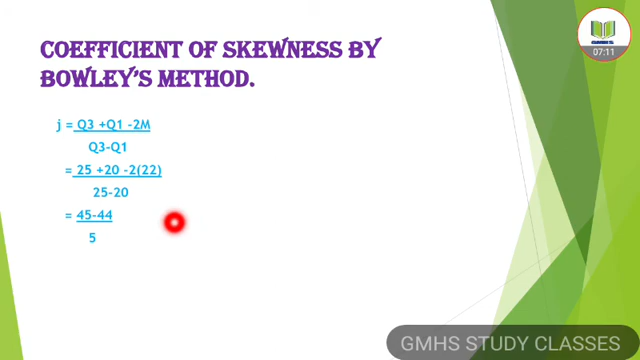 07:11
COEFFICIENT OF SKEWNESS BY
BOWLEY'S METHOD.
j = Q3 +Q1 -2M
Q3-Q1
= 25 +20 -2(22)
25-20
= 45-44
5
GMHS STUDY CLASSES